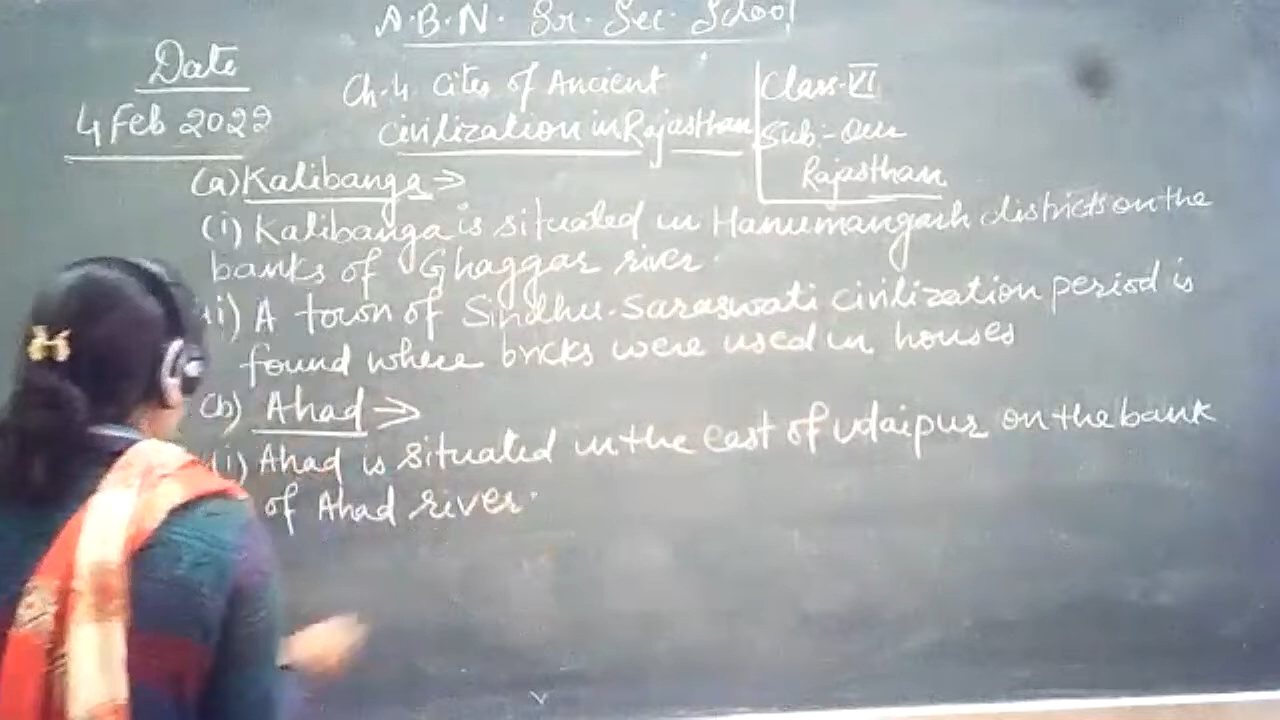 A.B.N. Sr. Sec. School
Date
4 Feb 2022
Ch.4. Cites of Ancient
Civilization in Rajasthan
Class-VI
Sub:- Our
Rajasthan
(a) Kalibanga →
(i) Kalibanga is situated in Hanumangarh districts on the
banks of Ghaggar river.
(ii) A town of Sindhu-Saraswati civilization period is
found where bricks were used in houses
(b) Ahad →
(i) Ahad is situated in the east of Udaipur on the bank
of Ahad river.